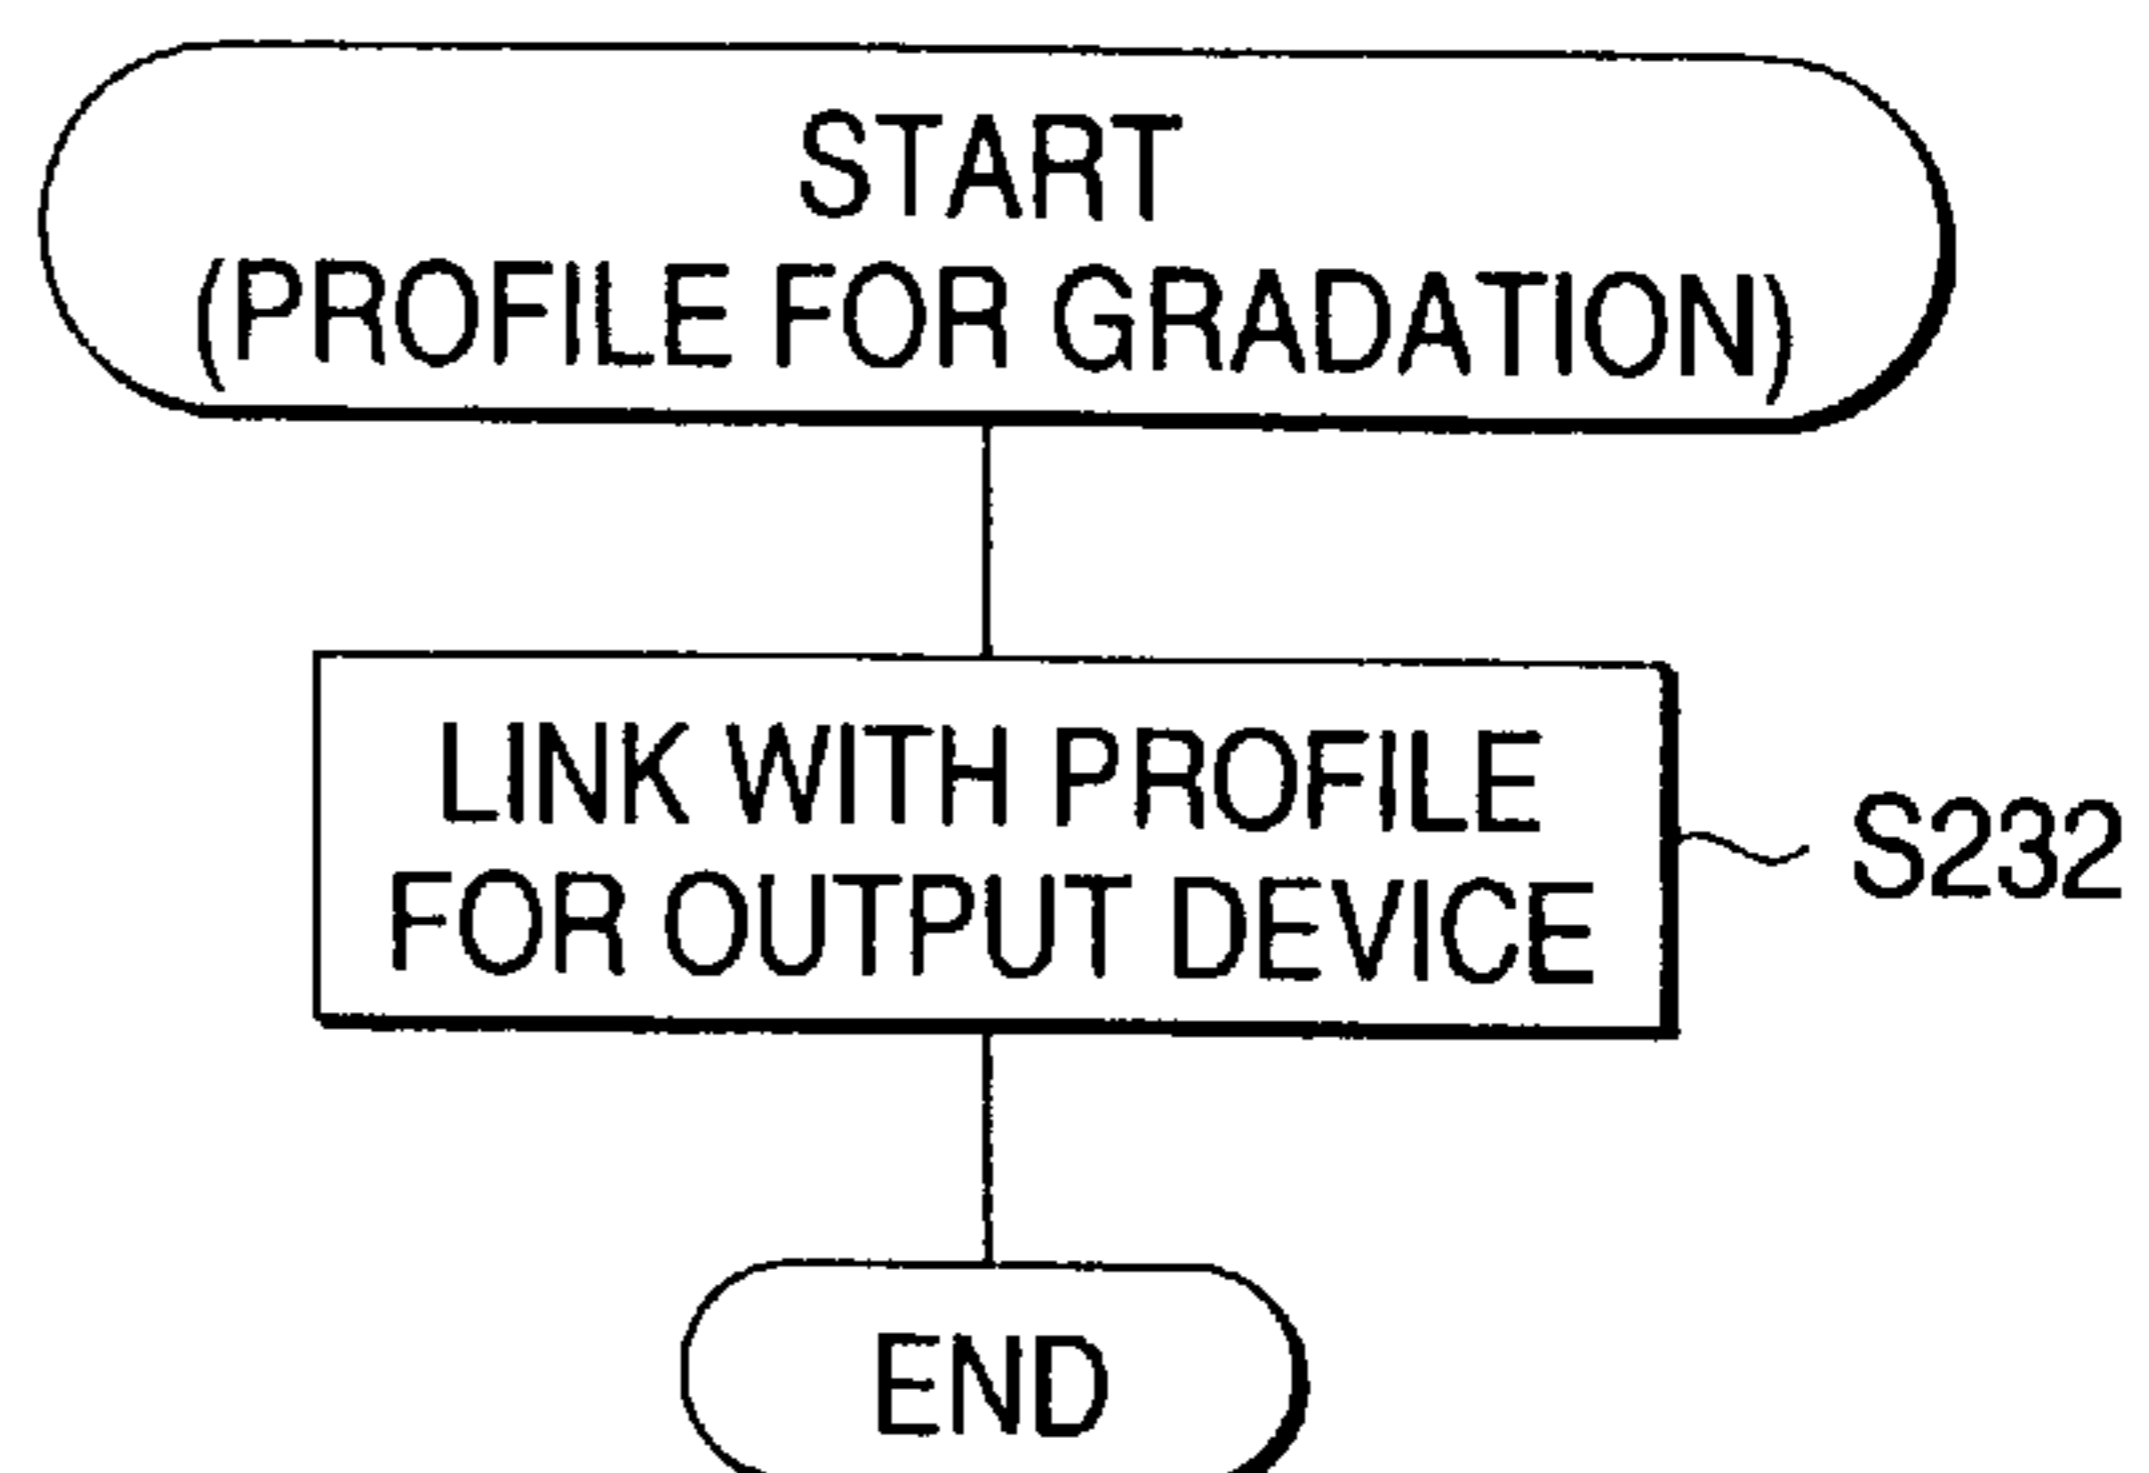 START
(PROFILE FOR GRADATION)
LINK WITH PROFILE
FOR OUTPUT DEVICE
S232
END